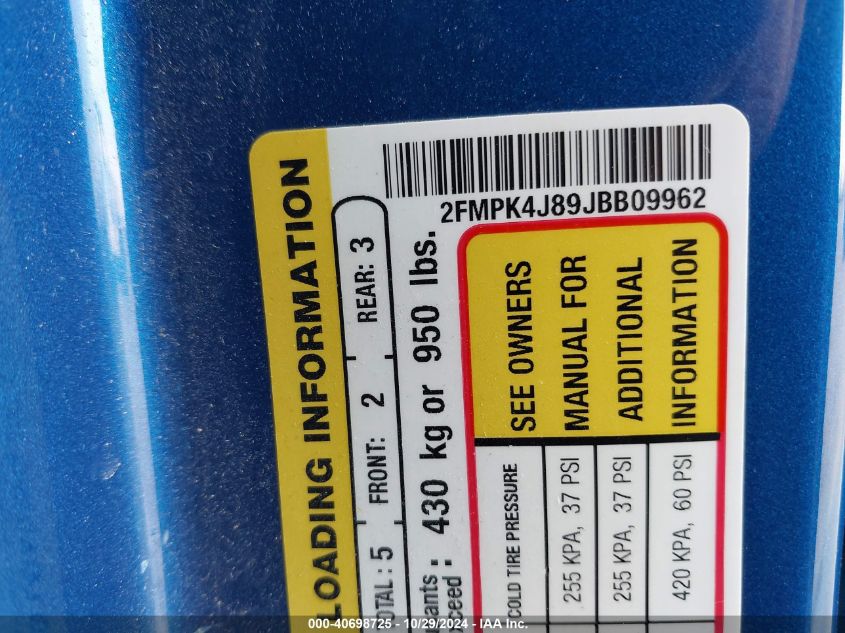 LOADING INFORMATION
TOTAL : 5 FRONT: 2 REAR: 3
430 kg or 950 lbs.
2FMPK4J89JBB09962
COLD TIRE PRESSURE
255 KPA, 37 PSI
255 KPA, 37 PSI
420 KPA, 60 PSI
SEE OWNERS
MANUAL FOR
ADDITIONAL
INFORMATION
000-40698725 - 10/29/2024 - IAA Inc.